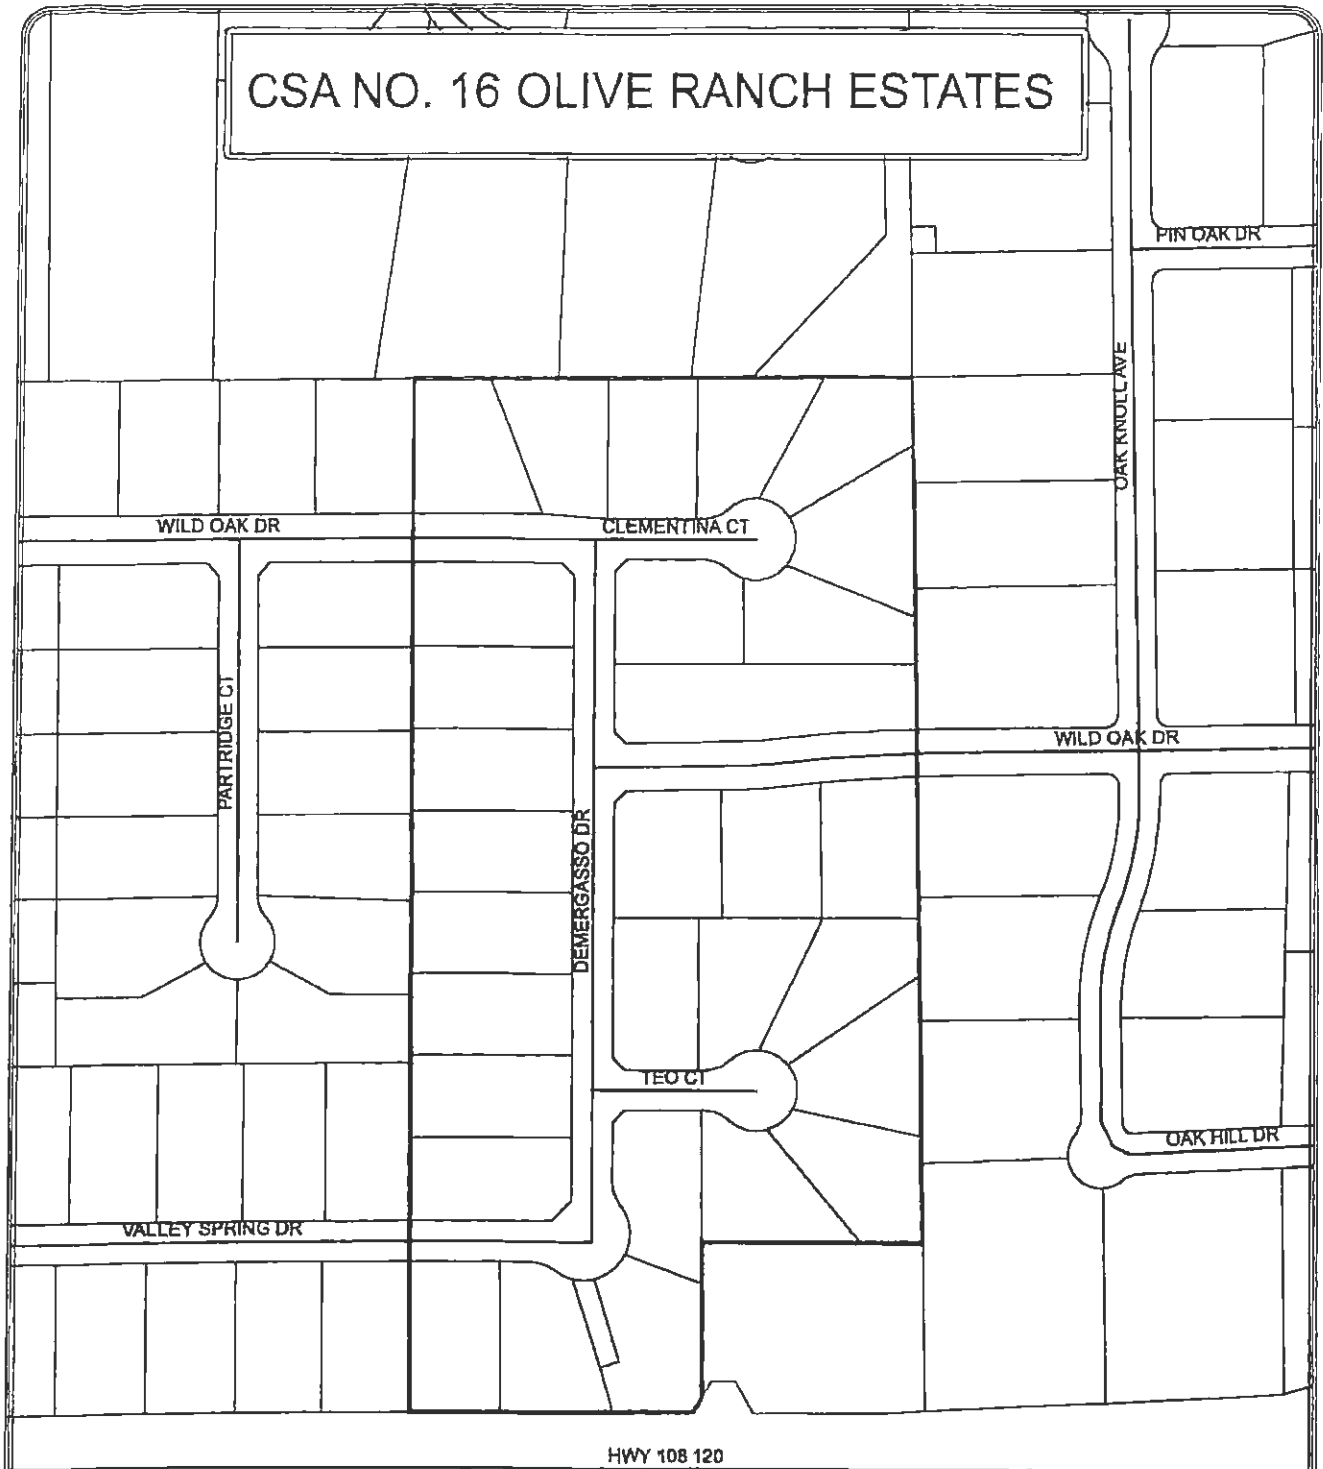 CSA NO. 16 OLIVE RANCH ESTATES
PIN OAK DR
OAK KNOLL AVE
WILD OAK DR
CLEMENTINA CT
PARTRIDGE CT
WILD OAK DR
DEMERGASSO DR
TEO CT
OAK HILL DR
VALLEY SPRING DR
HWY 108 120